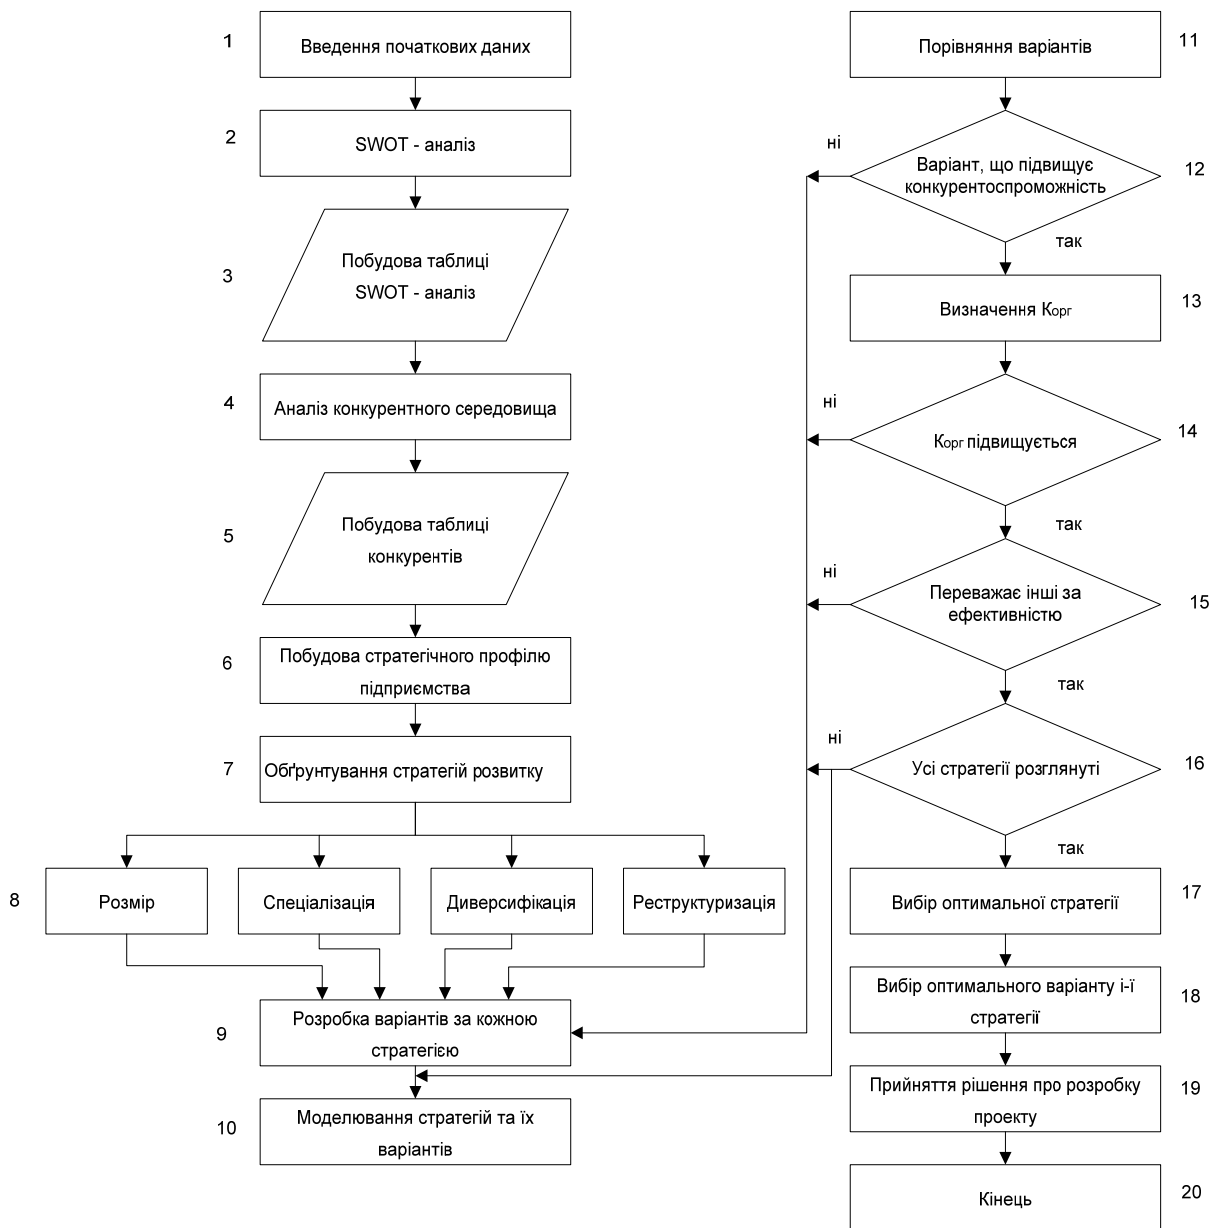 1
Введення початкових даних
2
SWOT - аналіз
3
Побудова таблиці
SWOT - аналіз
4
Аналіз конкурентного середовища
5
Побудова таблиці
конкурентів
6
Побудова стратегічного профілю
підприємства
7
Обґрунтування стратегій розвитку
8
Розмір
Спеціалізація
Диверсифікація
Реструктуризація
9
Розробка варіантів за кожною
стратегією
10
Моделювання стратегій та їх
варіантів
11
Порівняння варіантів
ні
12
Варіант, що підвищує
конкурентоспроможність
так
13
Визначення Корг
ні
14
Корг підвищується
так
ні
15
Переважає інші за
ефективністю
так
ні
16
Усі стратегії розглянуті
так
17
Вибір оптимальної стратегії
18
Вибір оптимального варіанту і-ї
стратегії
19
Прийняття рішення про розробку
проекту
20
Кінець